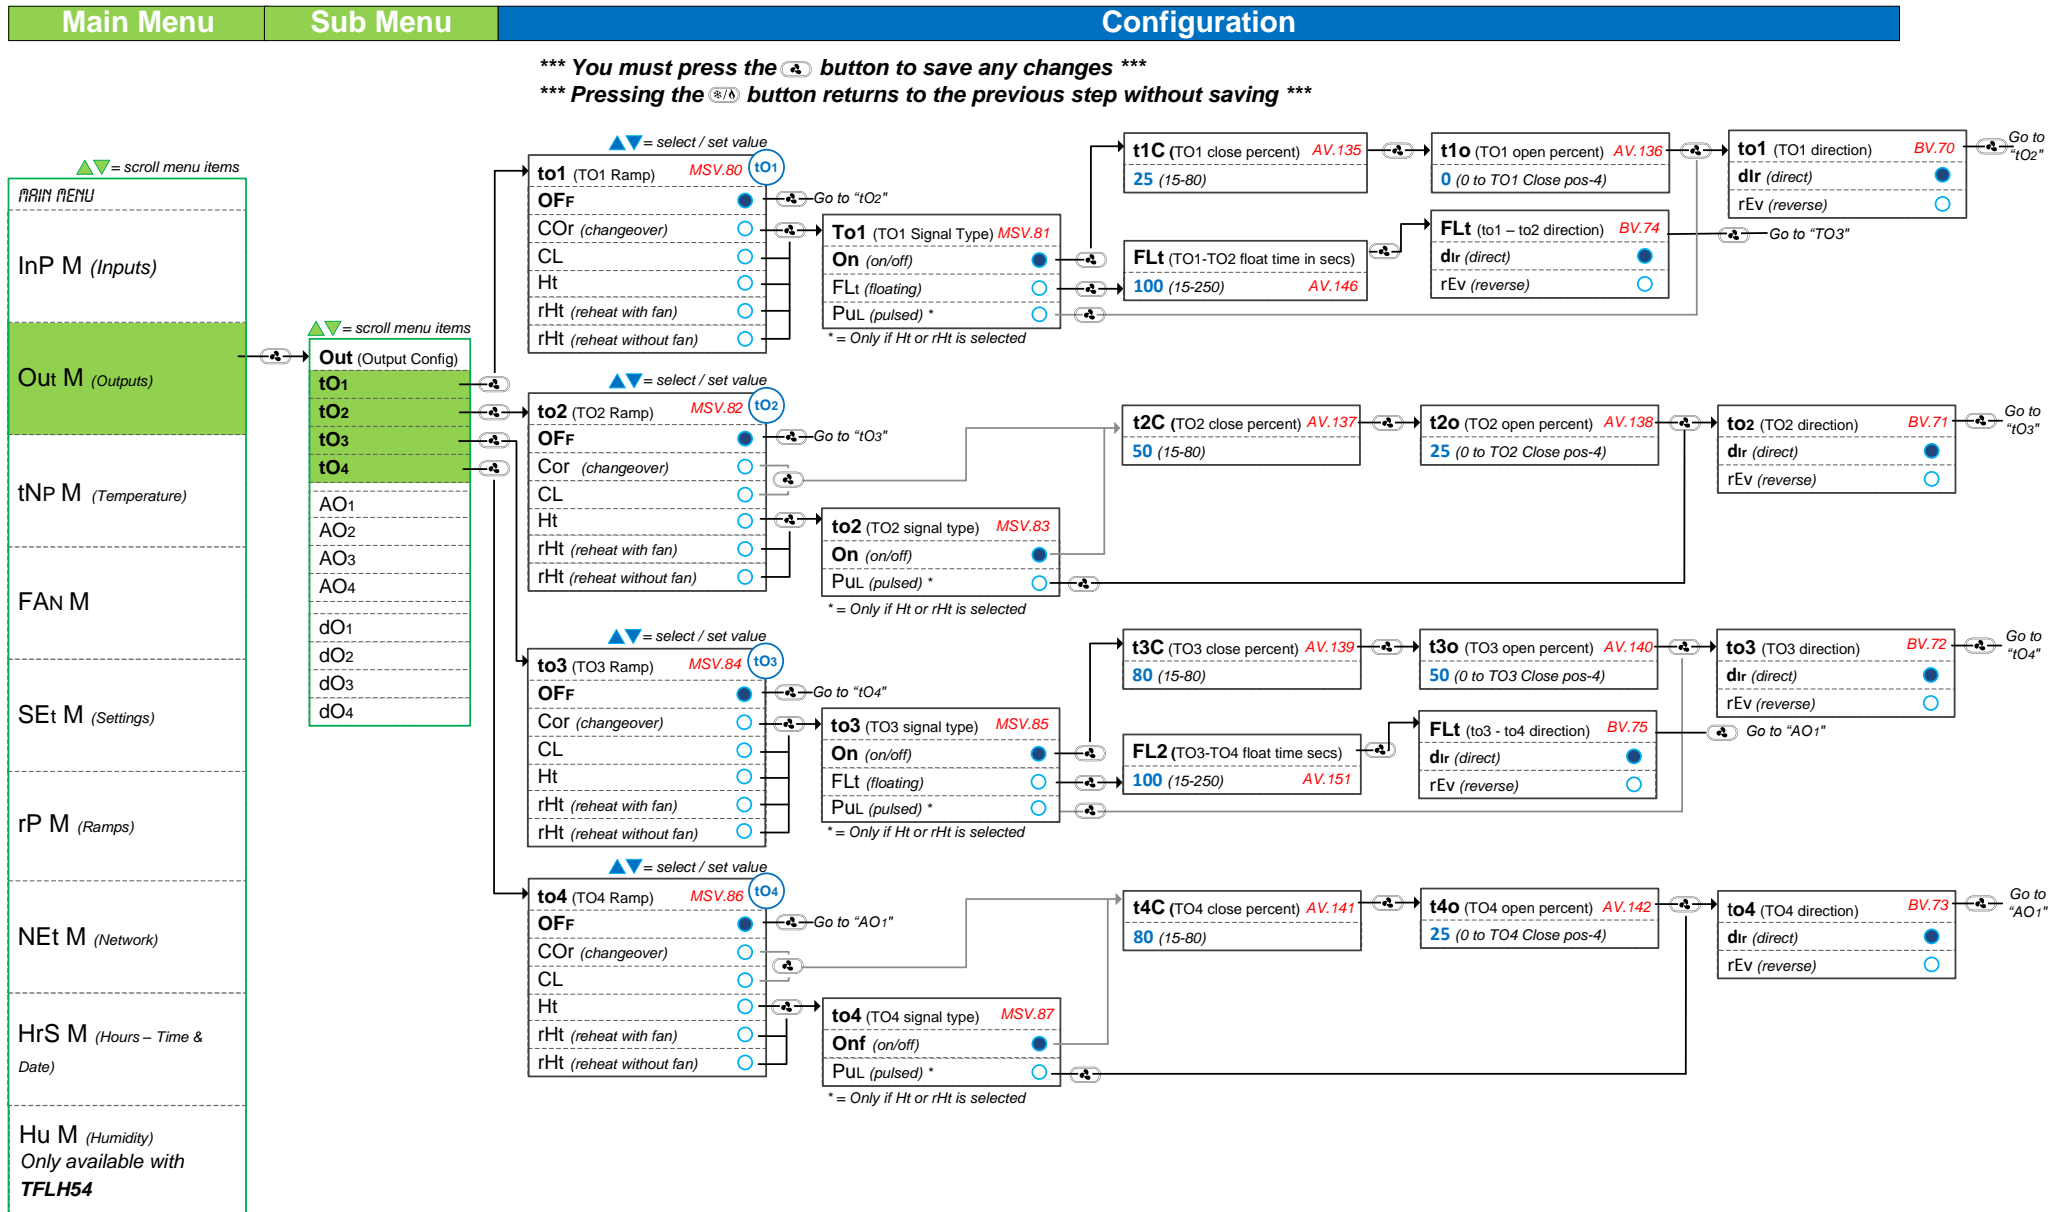 Main Menu
Sub Menu
Configuration
*** You must press the button to save any changes ***
*** Pressing the button returns to the previous step without saving ***
= scroll menu items
MAIN MENU
InP M (Inputs)
Out M (Outputs)
tNP M (Temperature)
FAN M
SEt M (Settings)
rP M (Ramps)
NEt M (Network)
HrS M (Hours – Time &
Date)
Hu M (Humidity)
Only available with
TFLH54
= scroll menu items
Out (Output Config)
tO1
tO2
tO3
tO4
AO1
AO2
AO3
AO4
dO1
dO2
dO3
dO4
= select / set value
to1 (TO1 Ramp) MSV.80
tO1
OFF
Go to “tO2”
COr (changeover)
CL
Ht
rHt (reheat with fan)
rHt (reheat without fan)
To1 (TO1 Signal Type) MSV.81
On (on/off)
FLt (floating)
PuL (pulsed) *
* = Only if Ht or rHt is selected
t1C (TO1 close percent) AV.135
25 (15-80)
t1o (TO1 open percent) AV.136
0 (0 to TO1 Close pos-4)
to1 (TO1 direction) BV.70
dIr (direct)
rEv (reverse)
Go to
“tO2”
FLt (TO1-TO2 float time in secs)
100 (15-250) AV.146
FLt (to1 – to2 direction) BV.74
dIr (direct)
rEv (reverse)
Go to “TO3”
= select / set value
to2 (TO2 Ramp) MSV.82
tO2
OFF
Go to “tO3”
Cor (changeover)
CL
Ht
rHt (reheat with fan)
rHt (reheat without fan)
to2 (TO2 signal type) MSV.83
On (on/off)
PuL (pulsed) *
* = Only if Ht or rHt is selected
t2C (TO2 close percent) AV.137
50 (15-80)
t2o (TO2 open percent) AV.138
25 (0 to TO2 Close pos-4)
to2 (TO2 direction) BV.71
dIr (direct)
rEv (reverse)
Go to
“tO3”
= select / set value
to3 (TO3 Ramp) MSV.84
tO3
OFF
Go to “tO4”
Cor (changeover)
CL
Ht
rHt (reheat with fan)
rHt (reheat without fan)
to3 (TO3 signal type) MSV.85
On (on/off)
FLt (floating)
PuL (pulsed) *
* = Only if Ht or rHt is selected
t3C (TO3 close percent) AV.139
80 (15-80)
t3o (TO3 open percent) AV.140
50 (0 to TO3 Close pos-4)
to3 (TO3 direction) BV.72
dIr (direct)
rEv (reverse)
Go to
“tO4”
FL2 (TO3-TO4 float time secs)
100 (15-250) AV.151
FLt (to3 - to4 direction) BV.75
dIr (direct)
rEv (reverse)
Go to “AO1”
= select / set value
to4 (TO4 Ramp) MSV.86
tO4
OFF
Go to “AO1”
COr (changeover)
CL
Ht
rHt (reheat with fan)
rHt (reheat without fan)
to4 (TO4 signal type) MSV.87
Onf (on/off)
PuL (pulsed) *
* = Only if Ht or rHt is selected
t4C (TO4 close percent) AV.141
80 (15-80)
t4o (TO4 open percent) AV.142
25 (0 to TO4 Close pos-4)
to4 (TO4 direction) BV.73
dIr (direct)
rEv (reverse)
Go to
“AO1”